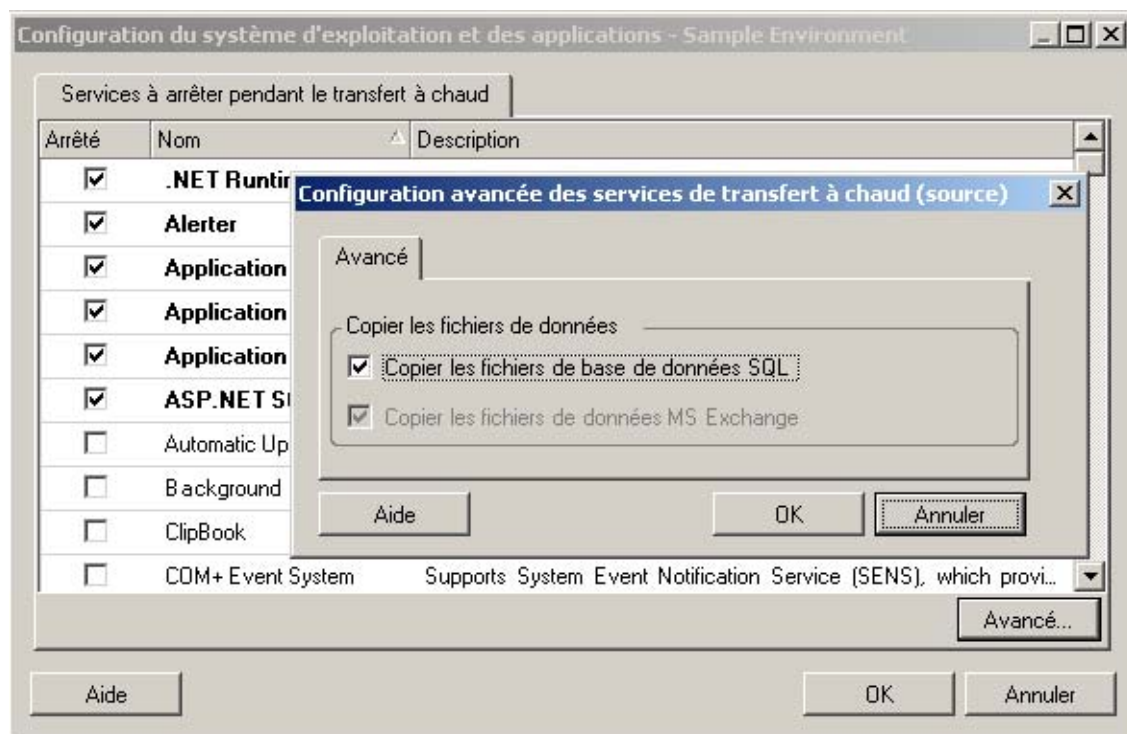 Configuration du système d'exploitation et des applications - Sample Environment
Services à arrêter pendant le transfert à chaud
Arrêté Nom Description
.NET Runtim
Alerter
Application
Application
Application
ASP.NET S
Automatic Up
Background
ClipBook
COM+ Event System Supports System Event Notification Service (SENS), which provi...
Avancé...
Aide OK Annuler
Configuration avancée des services de transfert à chaud (source)
Avancé
Copier les fichiers de données
Copier les fichiers de base de données SQL
Copier les fichiers de données MS Exchange
Aide OK Annuler